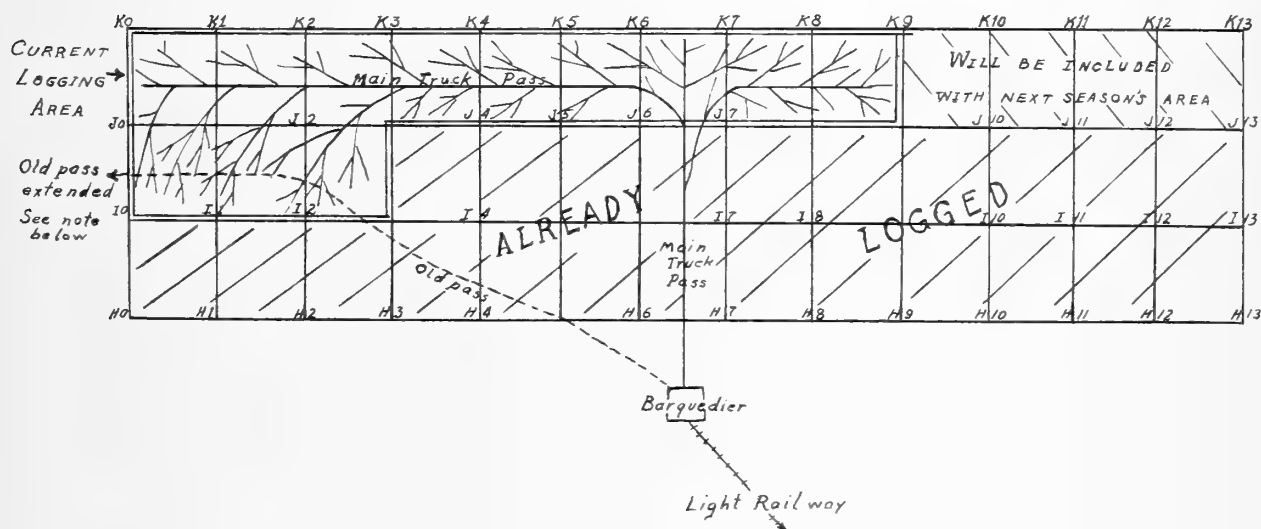 K0 K1 K2 K3 K4 K5 K6 K7 K8 K9 K10 K11 K12 K13
CURRENT
LOGGING
AREA
Main Truck Pass
WILL BE INCLUDED
WITH NEXT SEASON'S AREA
J0 J2 J4 J5 J6 J7 J10 J11 J12 J13
Old pass
extended
See note
below
I0 I1 I2 I4 I7 I8 I10 I11 I12 I13
ALREADY LOGGED
Main
Truck
Pass
Old pass
H0 H1 H2 H3 H4 H5 H6 H7 H8 H9 H10 H11 H12 H13
Barquedier
Light Railway